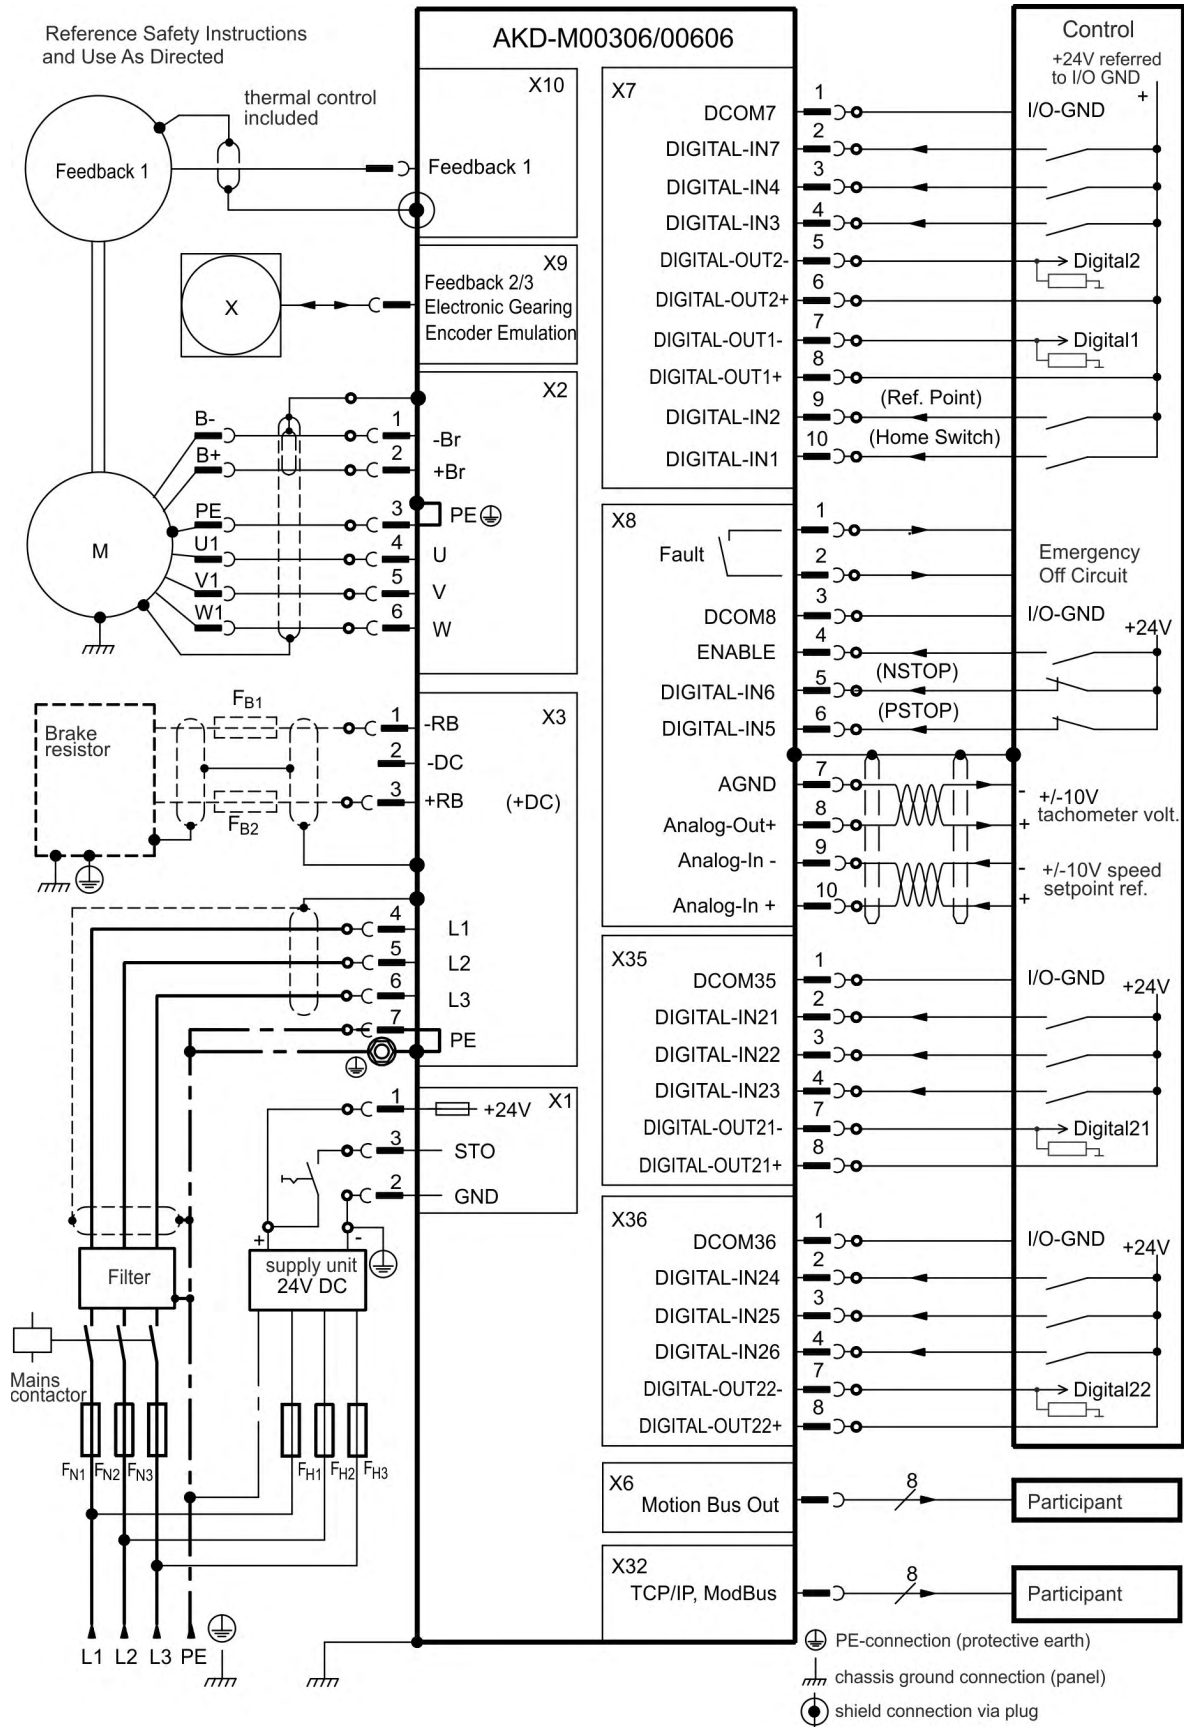 Reference Safety Instructions
and Use As Directed
AKD-M00306/00606
Control
+24V referred
to I/O GND
+
thermal control
included
Feedback 1
X10
Feedback 1
X9
Feedback 2/3
Electronic Gearing
Encoder Emulation
X
X2
B-
1
-Br
B+
2
+Br
PE
3
PE
U1
4
U
V1
5
V
W1
6
W
M
Brake
resistor
FB1
FB2
X3
1
-RB
2
-DC
3
+RB
(+DC)
4
L1
5
L2
6
L3
7
PE
X1
1
+24V
3
STO
2
GND
+
-
supply unit
24V DC
Filter
Mains
contactor
FN1
FN2
FN3
FH1
FH2
FH3
L1
L2
L3
PE
X7
DCOM7
1
I/O-GND
DIGITAL-IN7
2
DIGITAL-IN4
3
DIGITAL-IN3
4
DIGITAL-OUT2-
5
Digital2
DIGITAL-OUT2+
6
DIGITAL-OUT1-
7
Digital1
DIGITAL-OUT1+
8
DIGITAL-IN2
9
(Ref. Point)
DIGITAL-IN1
10
(Home Switch)
X8
Fault
1
2
Emergency
Off Circuit
DCOM8
3
I/O-GND
+24V
ENABLE
4
DIGITAL-IN6
5
(NSTOP)
DIGITAL-IN5
6
(PSTOP)
AGND
7
-
+/-10V
tachometer volt.
Analog-Out+
8
+
Analog-In -
9
-
+/-10V speed
setpoint ref.
Analog-In +
10
+
X35
DCOM35
1
I/O-GND
+24V
DIGITAL-IN21
2
DIGITAL-IN22
3
DIGITAL-IN23
4
DIGITAL-OUT21-
7
Digital21
DIGITAL-OUT21+
8
X36
DCOM36
1
I/O-GND
+24V
DIGITAL-IN24
2
DIGITAL-IN25
3
DIGITAL-IN26
4
DIGITAL-OUT22-
7
Digital22
DIGITAL-OUT22+
8
X6
Motion Bus Out
8
Participant
X32
TCP/IP, ModBus
8
Participant
PE-connection (protective earth)
chassis ground connection (panel)
shield connection via plug